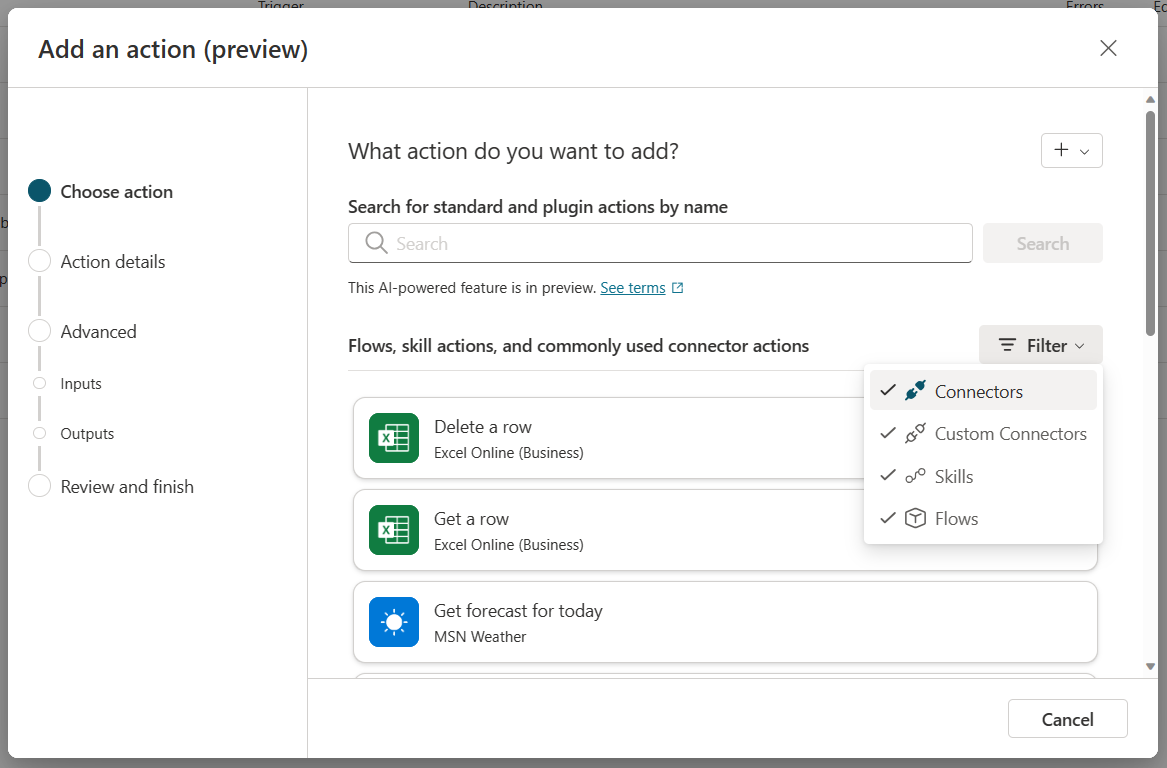 Trigger Description Errors
Add an action (preview)
Choose action
Action details
Advanced
Inputs
Outputs
Review and finish
What action do you want to add?
Search for standard and plugin actions by name
Search
Search
This AI-powered feature is in preview. See terms
Flows, skill actions, and commonly used connector actions
Filter
Connectors
Custom Connectors
Skills
Flows
Delete a row
Excel Online (Business)
Get a row
Excel Online (Business)
Get forecast for today
MSN Weather
Cancel